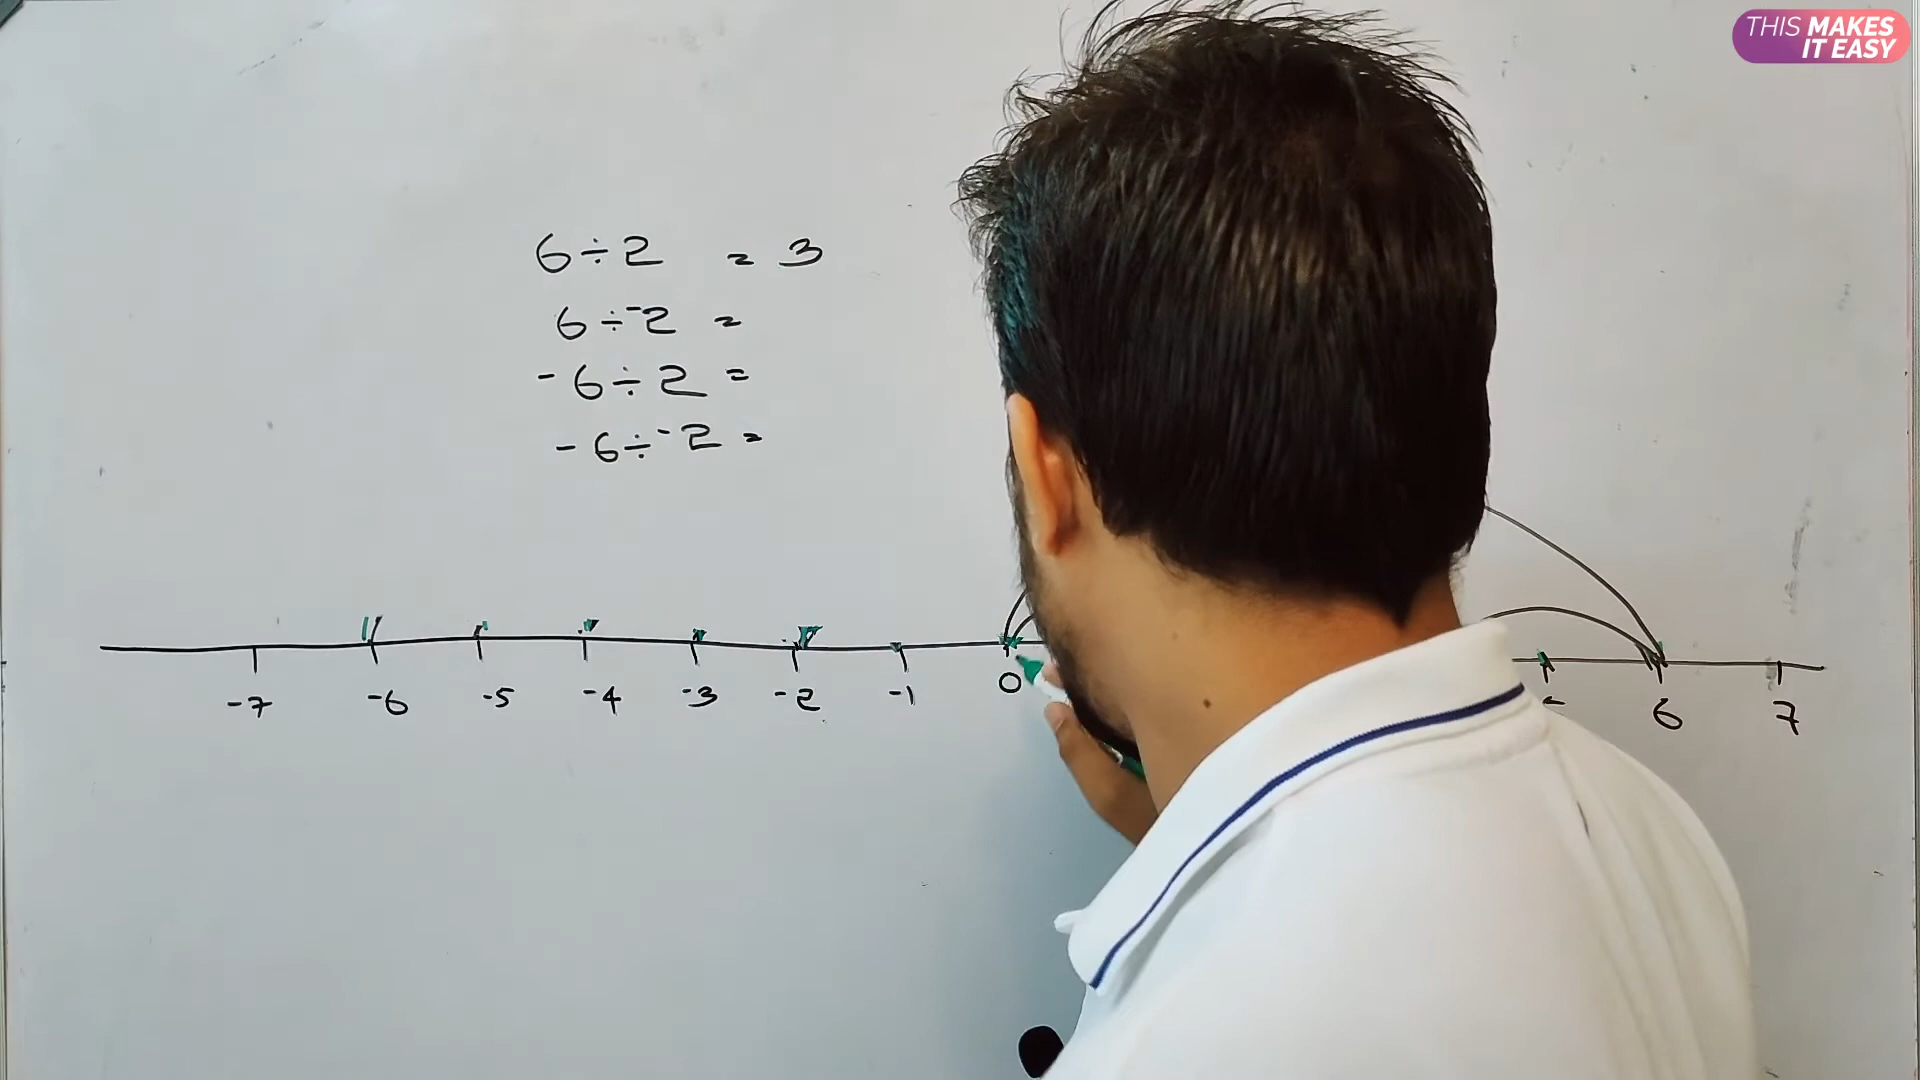 THIS MAKES
IT EASY
6 ÷ 2 = 3
6 ÷ -2 =
-6 ÷ 2 =
-6 ÷ -2 =
-7 -6 -5 -4 -3 -2 -1 0 6 7